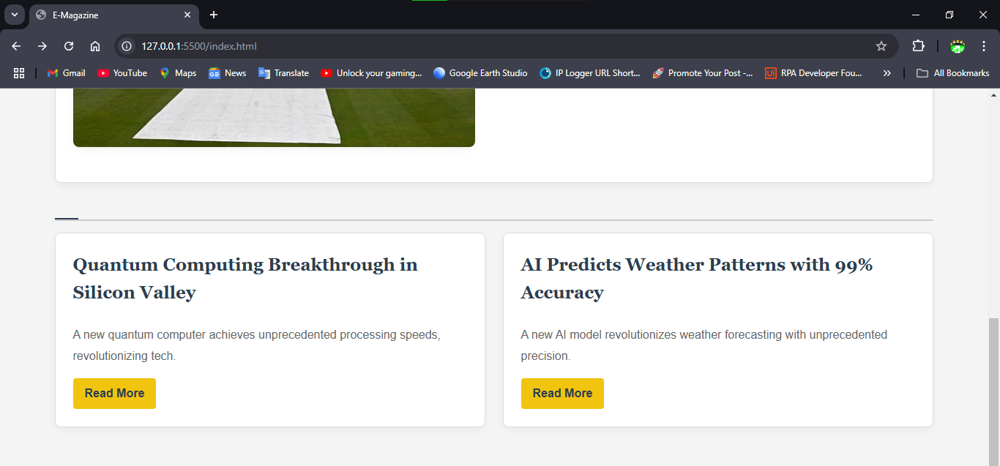 E-Magazine
127.0.0.1:5500/index.html
Gmail YouTube Maps News Translate Unlock your gaming... Google Earth Studio IP Logger URL Short... Promote Your Post -... Ui RPA Developer Fou... All Bookmarks
Quantum Computing Breakthrough in
Silicon Valley
A new quantum computer achieves unprecedented processing speeds,
revolutionizing tech.
Read More
AI Predicts Weather Patterns with 99%
Accuracy
A new AI model revolutionizes weather forecasting with unprecedented
precision.
Read More